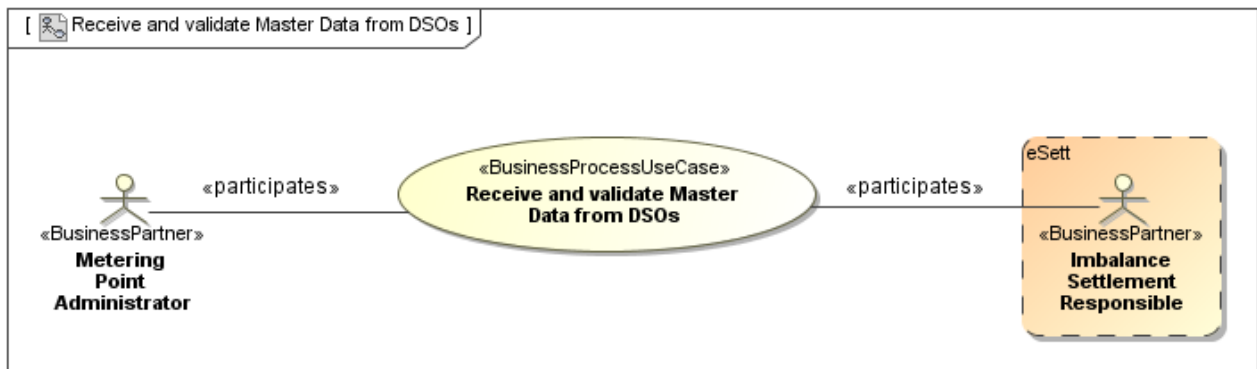 [ Receive and validate Master Data from DSOs ]
eSett
«BusinessProcessUseCase»
«participates»
«participates»
Receive and validate Master
Data from DSOs
«BusinessPartner»
Metering
Point
Administrator
«BusinessPartner»
Imbalance
Settlement
Responsible